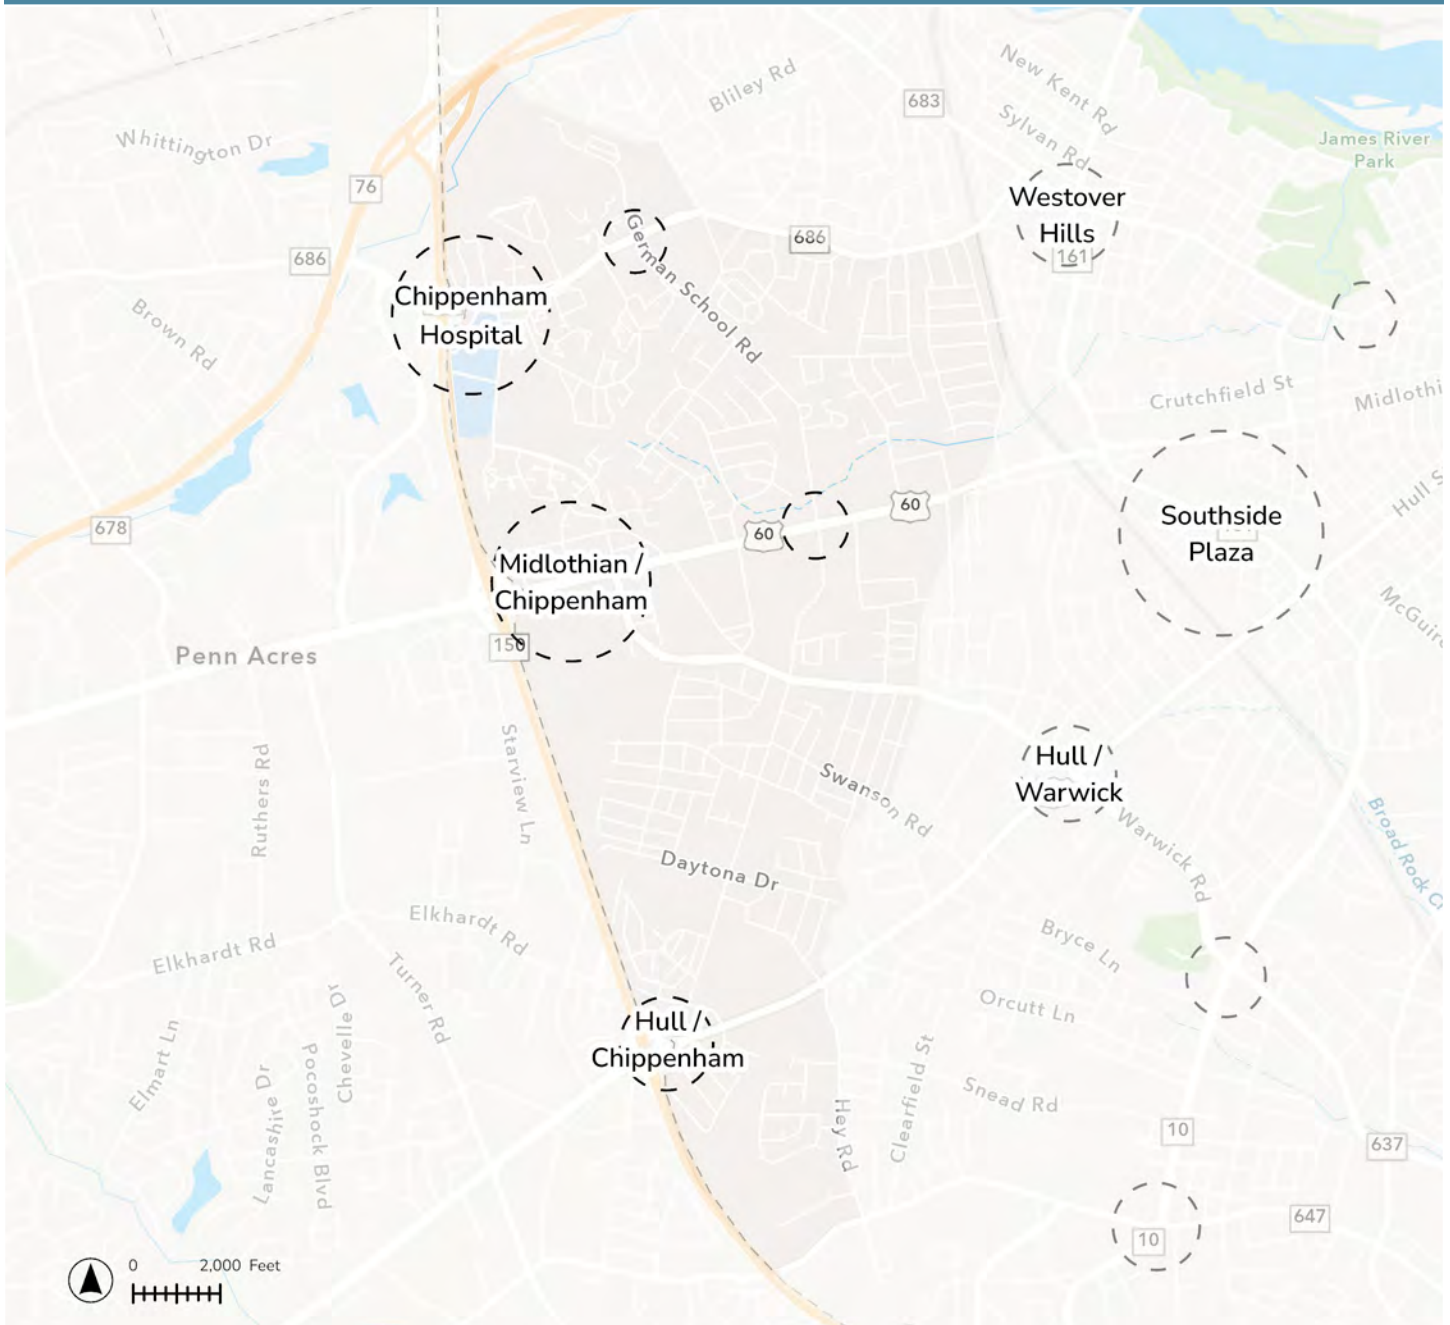 New Kent Rd
Bliley Rd
683
Sylvan Rd
Whittington Dr
James River
Park
76
Westover
Hills
161
German School Rd
686
686
Chippenham
Hospital
Brown Rd
Crutchfield St
Midlothi
Hull S
60
60
678
Southside
Plaza
Midlothian /
Chippenham
McGuire
150
Penn Acres
Starview Ln
Ruthers Rd
Hull /
Warwick
Swanson Rd
Warwick Rd
Broad Rock C
Daytona Dr
Elkhardt Rd
Elkhardt Rd
Bryce Ln
Turner Rd
Chevelle Dr
Orcutt Ln
Hull /
Chippenham
Elmart Ln
Pocoshock Blvd
Lancashire Dr
Clearfield St
Snead Rd
Hey Rd
10
637
647
10
0 2,000 Feet